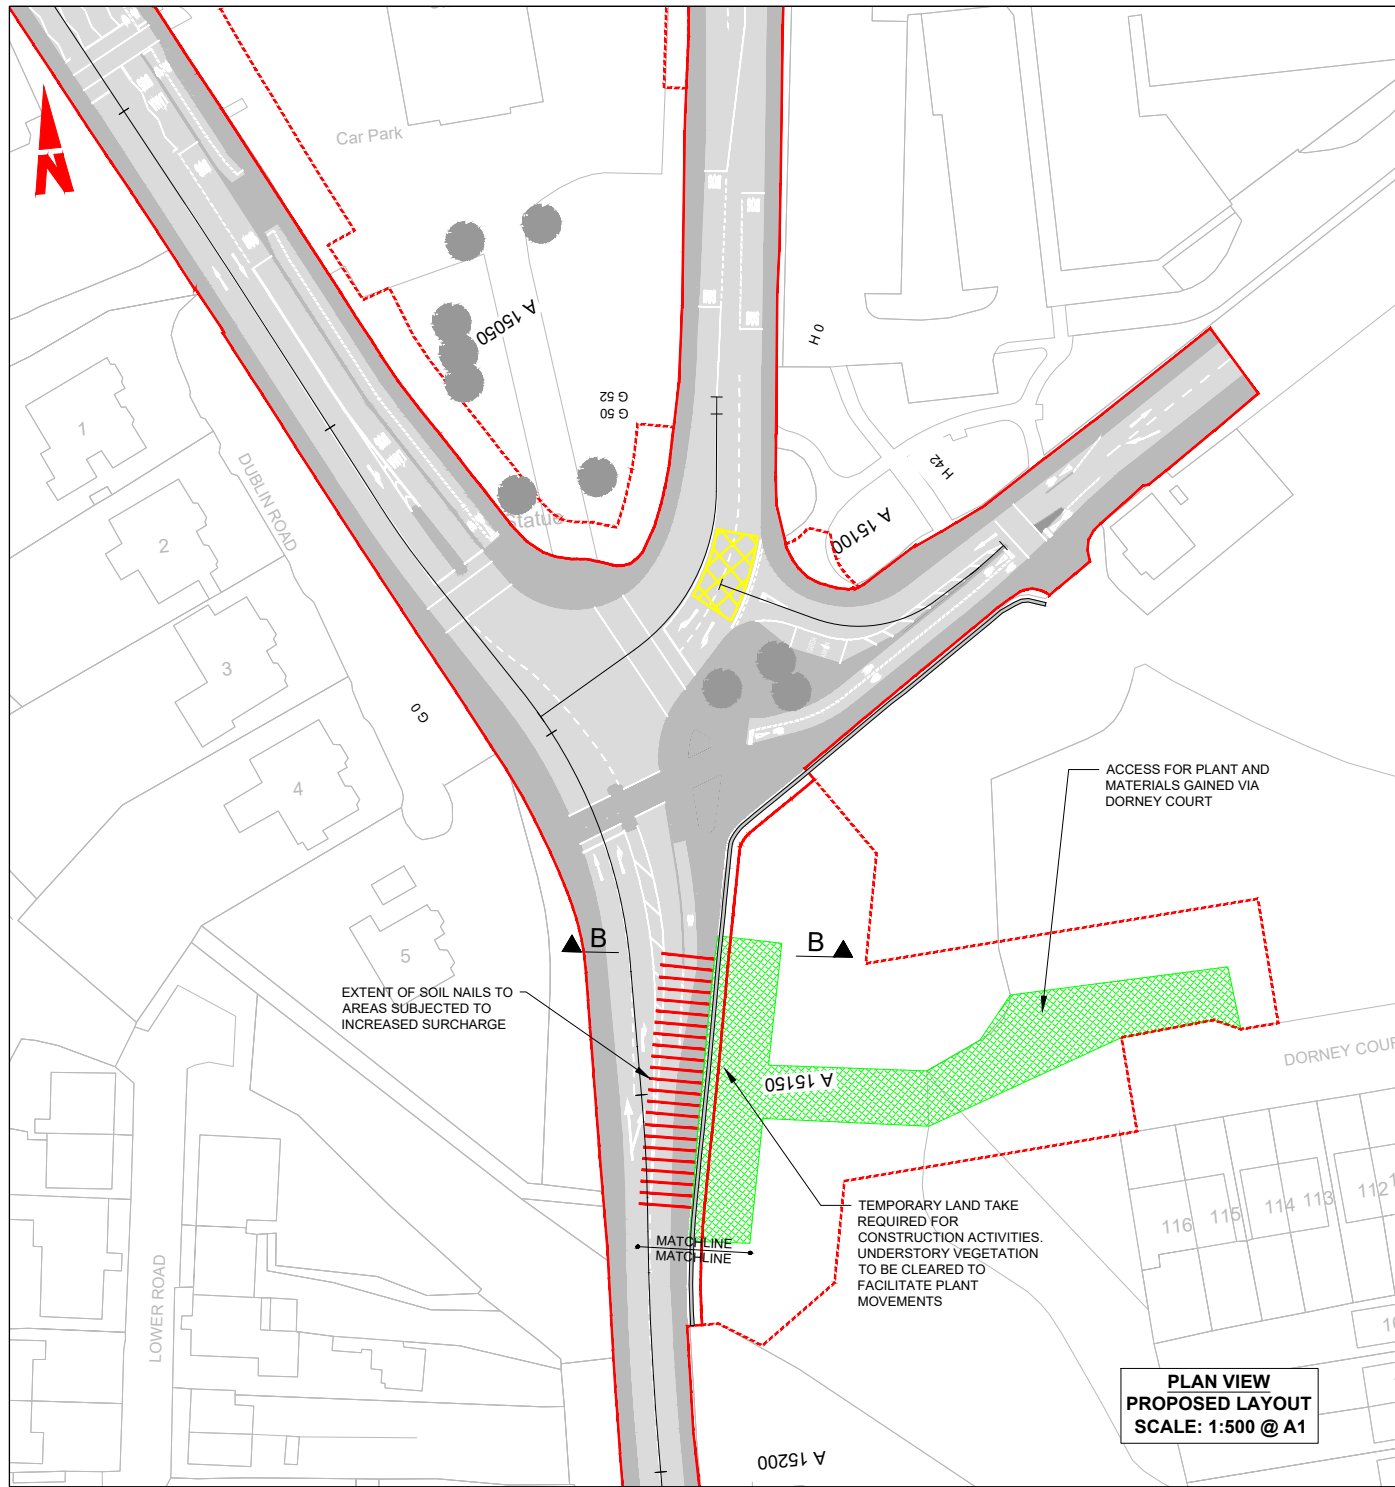 N
Car Park
A 15050
H 0
G 52
G 50
H 42
1
DUBLIN ROAD
Statue
A 15100
2
3
G 0
4
ACCESS FOR PLANT AND
MATERIALS GAINED VIA
DORNEY COURT
B
B
5
EXTENT OF SOIL NAILS TO
AREAS SUBJECTED TO
INCREASED SURCHARGE
DORNEY COUR
A 15150
TEMPORARY LAND TAKE
REQUIRED FOR
CONSTRUCTION ACTIVITIES.
UNDERSTORY VEGETATION
TO BE CLEARED TO
FACILITATE PLANT
MOVEMENTS
116
115
114
113
112
MATCHLINE
MATCHLINE
LOWER ROAD
PLAN VIEW
PROPOSED LAYOUT
SCALE: 1:500 @ A1
A 15200